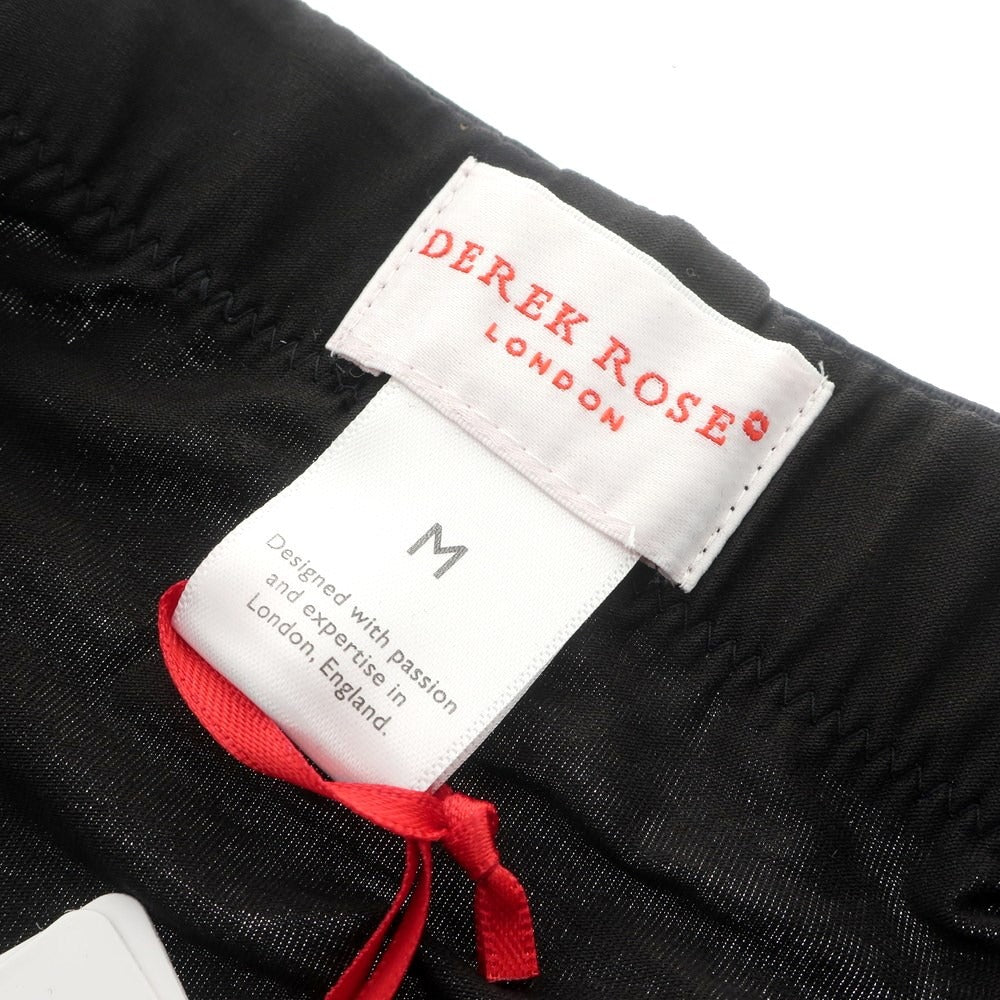 DEREK ROSE
LONDON
M
Designed with passion
and expertise in
London, England.